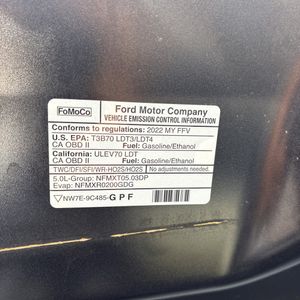 FoMoCo
Ford Motor Company
VEHICLE EMISSION CONTROL INFORMATION
Conforms to regulations: 2022 MY FFV
U.S. EPA: T3B70 LDT3/LDT4
CA OBD II Fuel: Gasoline/Ethanol
California: ULEV70 LDT
CA OBD II Fuel: Gasoline/Ethanol
TWC/DFI/SFI/WR-HO2S/HO2S No adjustments needed.
5.0L-Group: NFMXT05.03DP
Evap: NFMXR0200GDG
NW7E-9C485-GPF